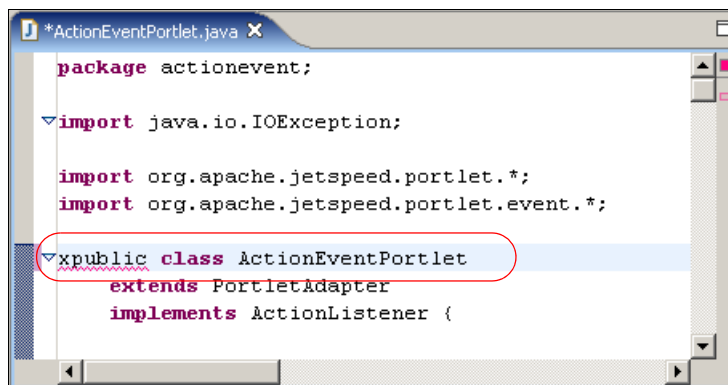 *ActionEventPortlet.java
package actionevent;
import java.io.IOException;
import org.apache.jetspeed.portlet.*;
import org.apache.jetspeed.portlet.event.*;
xpublic class ActionEventPortlet
extends PortletAdapter
implements ActionListener {